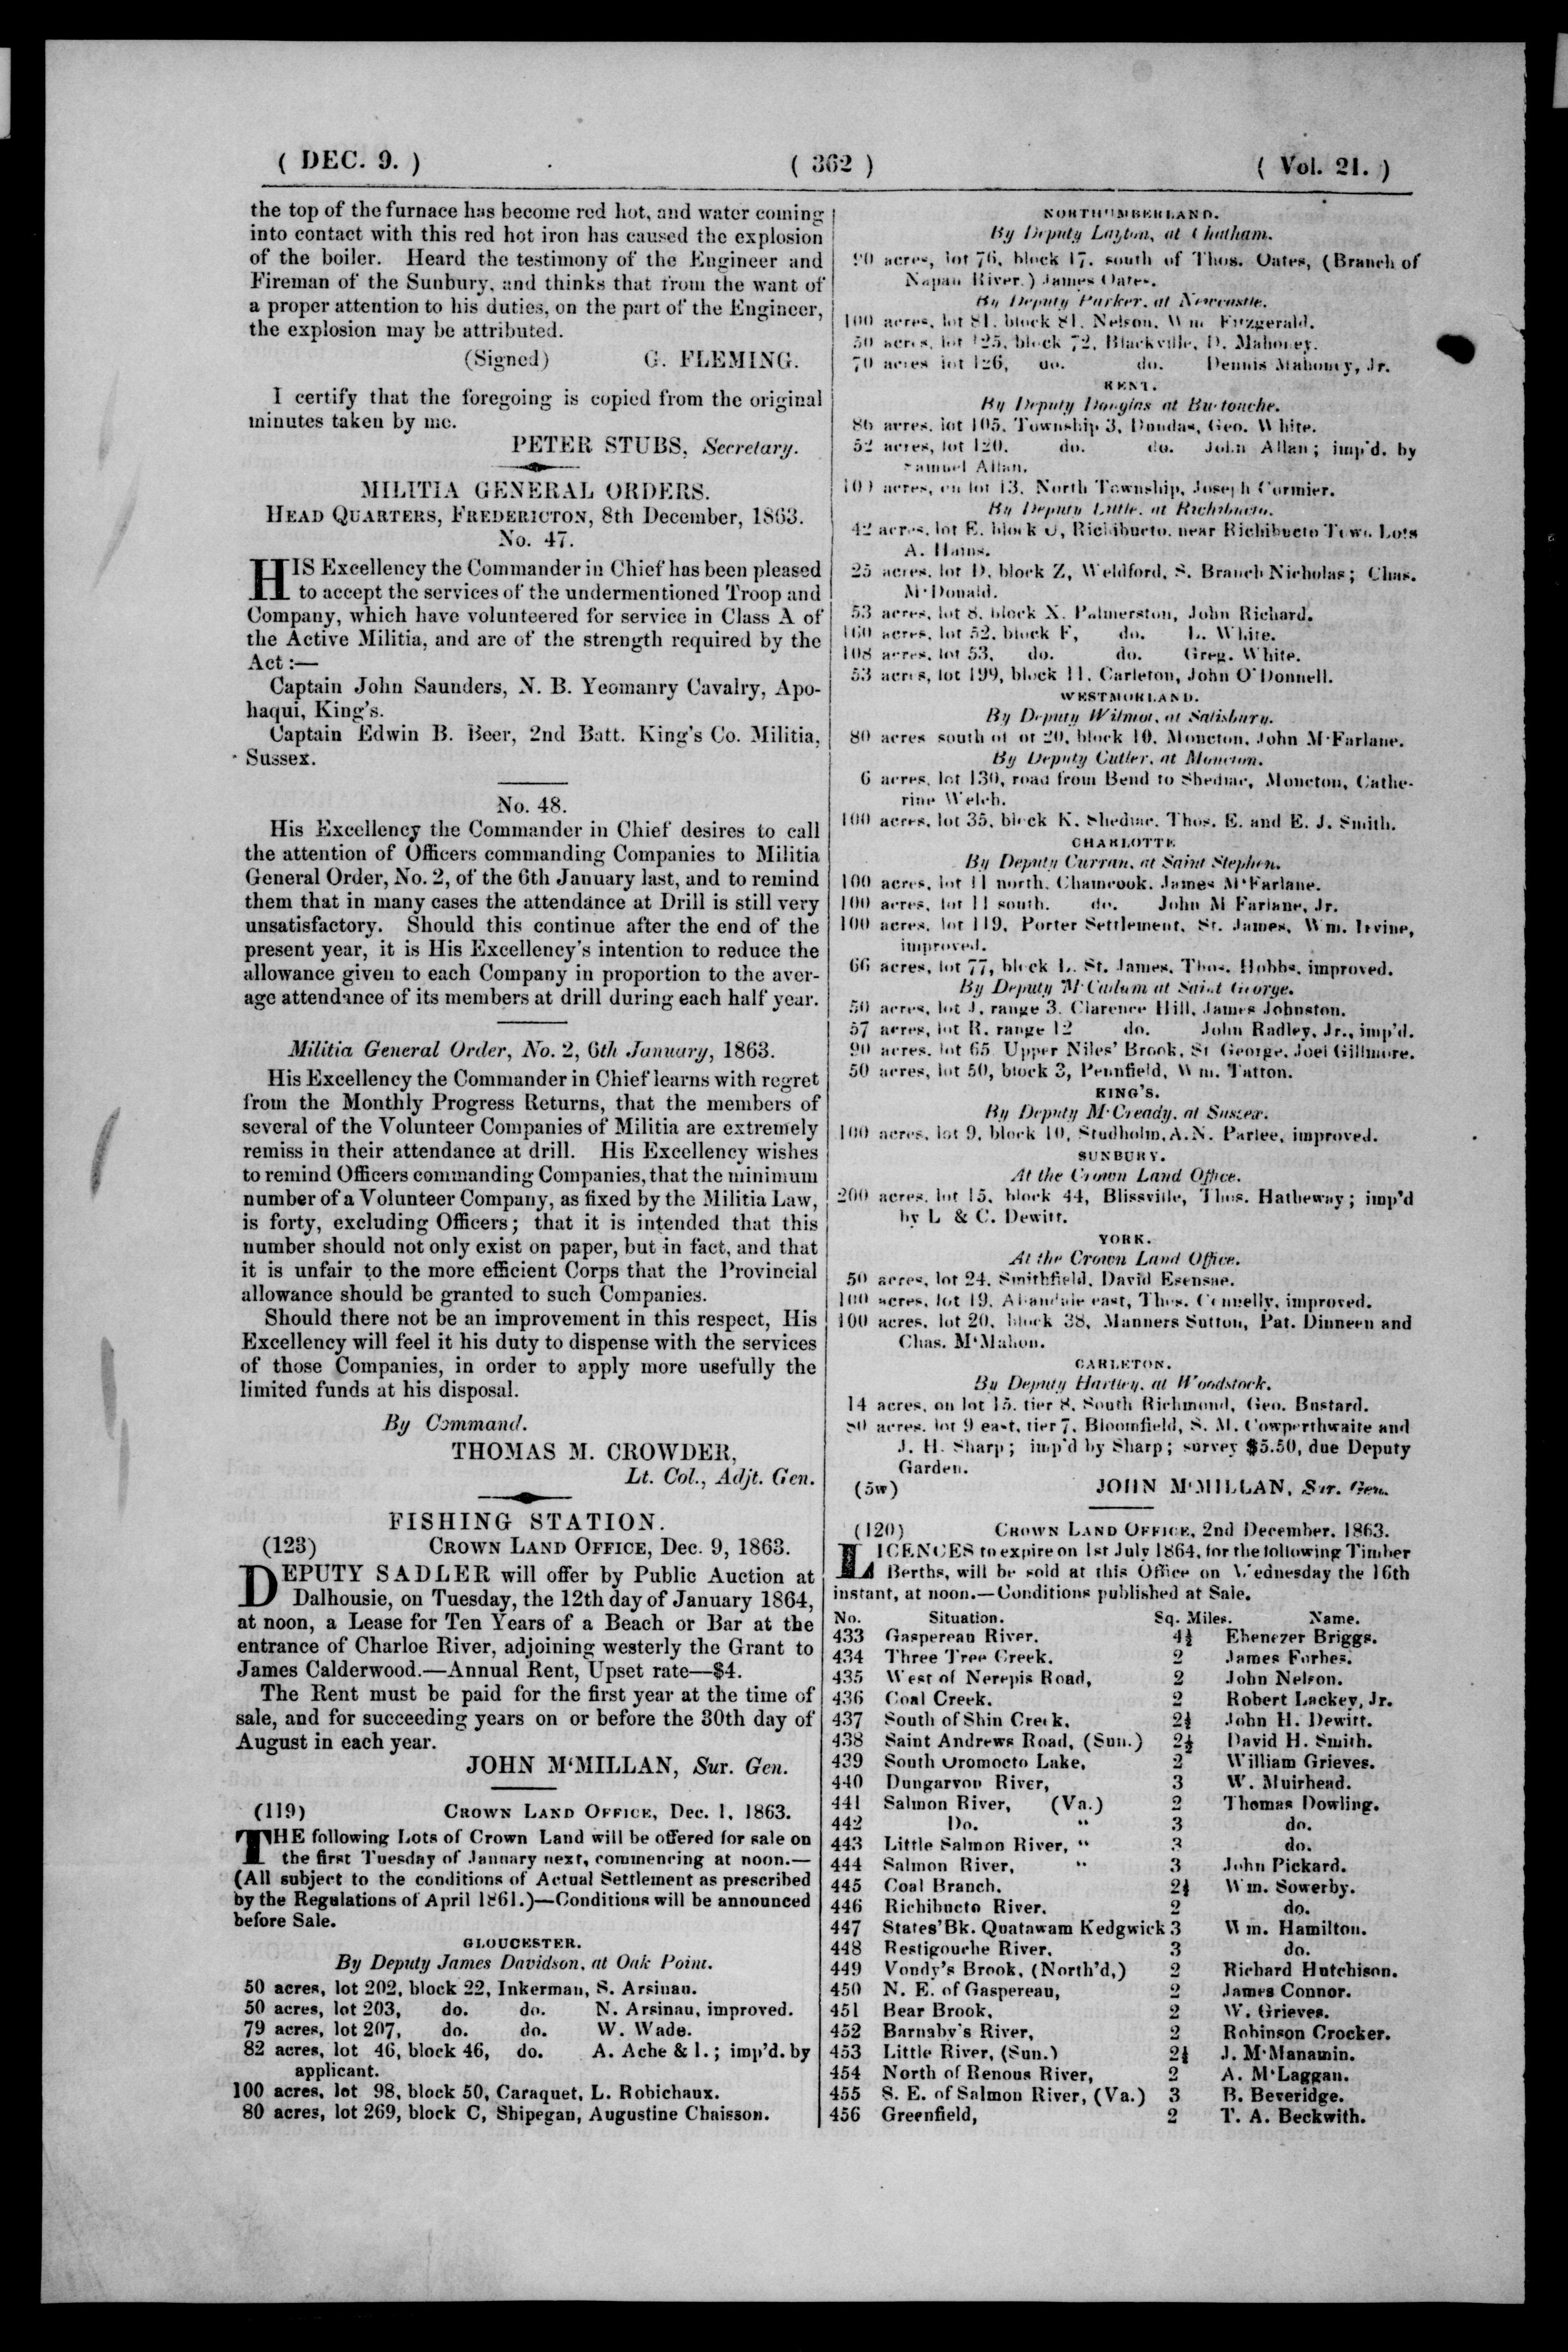 ( DEC. 9. ) ( 362 ) ( Vol. 21. )
the top of the furnace has become red hot, and water coming
into contact with this red hot iron has caused the explosion
of the boiler. Heard the testimony of the Engineer and
Fireman of the Sunbury, and thinks that from the want of
a proper attention to his duties, on the part of the Engineer,
the explosion may be attributed.
(Signed) G. FLEMING.
I certify that the foregoing is copied from the original
minutes taken by me.
PETER STUBS, Secretary.
MILITIA GENERAL ORDERS.
HEAD QUARTERS, FREDERICTON, 8th December, 1863.
No. 47.
HIS Excellency the Commander in Chief has been pleased
to accept the services of the undermentioned Troop and
Company, which have volunteered for service in Class A of
the Active Militia, and are of the strength required by the
Act :—
Captain John Saunders, N. B. Yeomanry Cavalry, Apo-
haqui, King's.
Captain Edwin B. Beer, 2nd Batt. King's Co. Militia,
Sussex.
No. 48.
His Excellency the Commander in Chief desires to call
the attention of Officers commanding Companies to Militia
General Order, No. 2, of the 6th January last, and to remind
them that in many cases the attendance at Drill is still very
unsatisfactory. Should this continue after the end of the
present year, it is His Excellency's intention to reduce the
allowance given to each Company in proportion to the aver-
age attendance of its members at drill during each half year.
Militia General Order, No. 2, 6th January, 1863.
His Excellency the Commander in Chief learns with regret
from the Monthly Progress Returns, that the members of
several of the Volunteer Companies of Militia are extremely
remiss in their attendance at drill. His Excellency wishes
to remind Officers commanding Companies, that the minimum
number of a Volunteer Company, as fixed by the Militia Law,
is forty, excluding Officers; that it is intended that this
number should not only exist on paper, but in fact, and that
it is unfair to the more efficient Corps that the Provincial
allowance should be granted to such Companies.
Should there not be an improvement in this respect, His
Excellency will feel it his duty to dispense with the services
of those Companies, in order to apply more usefully the
limited funds at his disposal.
By Command.
THOMAS M. CROWDER,
Lt. Col., Adjt. Gen.
FISHING STATION.
(123) CROWN LAND OFFICE, Dec. 9, 1863.
DEPUTY SADLER will offer by Public Auction at
Dalhousie, on Tuesday, the 12th day of January 1864,
at noon, a Lease for Ten Years of a Beach or Bar at the
entrance of Charloe River, adjoining westerly the Grant to
James Calderwood.—Annual Rent, Upset rate—$4.
The Rent must be paid for the first year at the time of
sale, and for succeeding years on or before the 30th day of
August in each year.
JOHN M'MILLAN, Sur. Gen.
(119) CROWN LAND OFFICE, Dec. 1, 1863.
THE following Lots of Crown Land will be offered for sale on
the first Tuesday of January next, commencing at noon.—
(All subject to the conditions of Actual Settlement as prescribed
by the Regulations of April 1861.)—Conditions will be announced
before Sale.
GLOUCESTER.
By Deputy James Davidson, at Oak Point.
50 acres, lot 202, block 22, Inkerman, S. Arsinau.
50 acres, lot 203, do. do. N. Arsinau, improved.
79 acres, lot 207, do. do. W. Wade.
82 acres, lot 46, block 46, do. A. Ache & l.; imp'd. by
applicant.
100 acres, lot 98, block 50, Caraquet, L. Robichaux.
80 acres, lot 269, block C, Shipegan, Augustine Chaisson.
NORTHUMBERLAND.
By Deputy Layton, at Chatham.
90 acres, lot 76, block 17, south of Thos. Oates, (Branch of
Napan River.) James Oates.
By Deputy Parker, at Newcastle.
100 acres, lot 81, block 81, Nelson, Wm Fitzgerald.
50 acres, lot 125, block 72, Blackville, D. Mahoney.
70 acres lot 126, do. do. Dennis Mahoney, Jr.
KENT.
By Deputy Douglas at Buctouche.
86 acres, lot 105, Township 3, Dundas, Geo. White.
52 acres, lot 120, do. do. John Allan; imp'd. by
Samuel Allan.
100 acres, on lot 13, North Township, Joseph Cormier.
By Deputy Little, at Richibucto.
42 acres, lot E, block Richibucto, near Richibucto Town Lots
A. Hains.
25 acres, lot D, block Z, Weldford, S. Branch Nicholas; Chas.
M'Donald.
53 acres, lot 8, block X, Palmerston, John Richard.
160 acres, lot 52, block F, do. L. White.
108 acres, lot 53, do. do. Greg. White.
53 acres, lot 199, block 11, Carleton, John O'Donnell.
WESTMORLAND.
By Deputy Wilmot, at Salisbury.
80 acres south of or 20, block 10, Moncton, John M'Farlane.
By Deputy Cutler, at Moncton.
6 acres, lot 130, road from Bend to Shediac, Moncton, Cathe-
rine Welch.
100 acres, lot 35, block K, Shediac, Thos. E. and E. J. Smith.
CHARLOTTE
By Deputy Curran, at Saint Stephen.
100 acres, lot 11 north, Chamcook, James M'Farlane.
100 acres, lot 11 south, do. John M Farlane, Jr.
100 acres, lot 119, Porter Settlement, St. James, Wm. Irvine,
improved.
66 acres, lot 77, block L, St. James, Thos. Hobbs, improved.
By Deputy M'Cadum at Saint George.
50 acres, lot J, range 3, Clarence Hill, James Johnston.
57 acres, lot R, range 12 do. John Radley, Jr., imp'd.
90 acres, lot 65 Upper Niles' Brook, St George, Joel Gillmore.
50 acres, lot 50, block 3, Pennfield, Wm. Tatton.
KING'S.
By Deputy M'Cready, at Sussex.
100 acres, lot 9, block 10, Studholm, A.N. Parlee, improved.
SUNBURY.
At the Crown Land Office.
200 acres, lot 15, block 44, Blissville, Thos. Hatheway; imp'd
by L & C. Dewitt.
YORK.
At the Crown Land Office.
50 acres, lot 24, Smithfield, David Esensae.
100 acres, lot 19, east, Thos. Connelly, improved.
100 acres, lot 20, block 38, Manners Sutton, Pat. Dinneen and
Chas. M'Mahon.
CARLETON.
By Deputy Hartley, at Woodstock.
14 acres, on lot 15, tier 8, South Richmond, Geo. Bustard.
80 acres, lot 9 east, tier 7, Bloomfield, S. M. Cowperthwaite and
J. H. Sharp; imp'd by Sharp; survey $5.50, due Deputy
Garden.
(5w) JOHN M'MILLAN, Sur. Gen.
(120) CROWN LAND OFFICE, 2nd December, 1863.
LICENCES to expire on 1st July 1864, for the following Timber
Berths, will be sold at this Office on Wednesday the 16th
instant, at noon.—Conditions published at Sale.
No. Situation. Sq. Miles. Name.
433 Gaspereau River. 4½ Ebenezer Briggs.
434 Three Tree Creek. 2 James Forbes.
435 West of Nerepis Road, 2 John Nelson.
436 Coal Creek. 2 Robert Lackey, Jr.
437 South of Shin Creek, 2½ John H. Dewitt.
438 Saint Andrews Road, (Sun.) 2½ David H. Smith.
439 South Oromocto Lake, 2 William Grieves.
440 Dungarvon River, 3 W. Muirhead.
441 Salmon River, (Va.) 2 Thomas Dowling.
442 Do. " 3 do.
443 Little Salmon River, " 3 do.
444 Salmon River, " 3 John Pickard.
445 Coal Branch. 2½ Wm. Sowerby.
446 Richibucto River. 2 do.
447 States' Bk. Quatawam Kedgwick 3 Wm. Hamilton.
448 Restigouche River, 3 do.
449 Vondy's Brook, (North'd,) 2 Richard Hutchison.
450 N. E. of Gaspereau, 2 James Connor.
451 Bear Brook, 2 W. Grieves.
452 Barnaby's River, 2 Robinson Crocker.
453 Little River, (Sun.) 2½ J. M'Manamin.
454 North of Renous River, 2 A. M'Laggan.
455 S. E. of Salmon River, (Va.) 3 B. Beveridge.
456 Greenfield, 2 T. A. Beckwith.